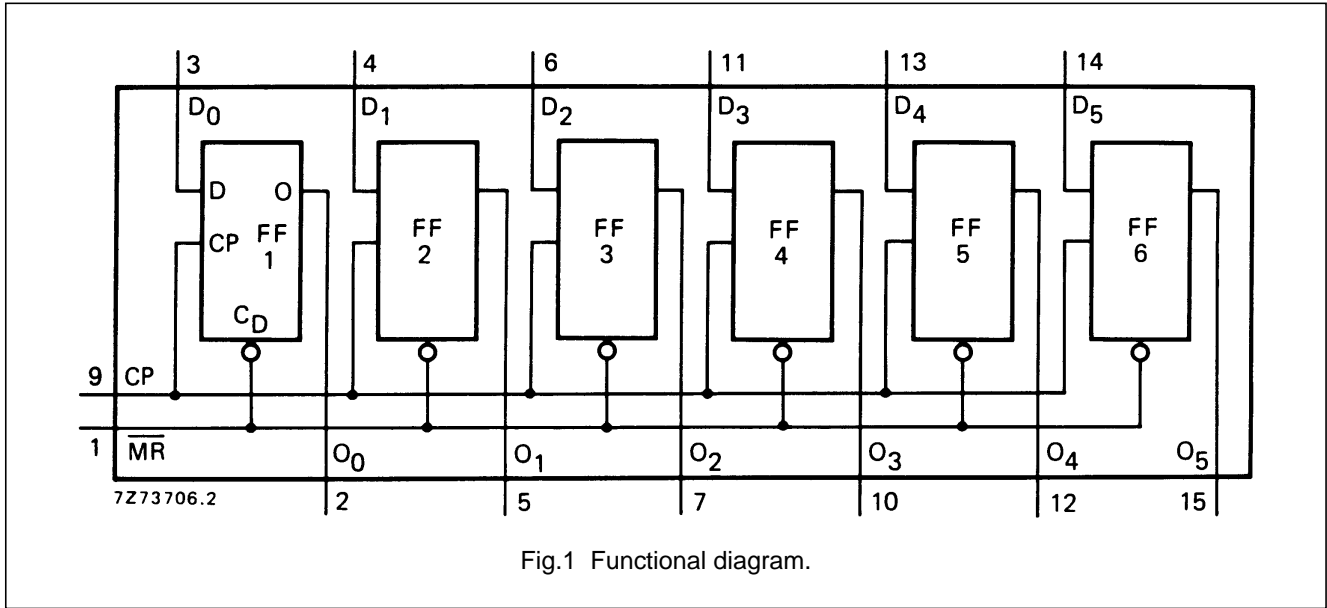 3 4 6 11 13 14
D0 D1 D2 D3 D4 D5
D O
CP FF 1 FF 2 FF 3 FF 4 FF 5 FF 6
CD
9 CP
1 M̅R̅ O0 O1 O2 O3 O4 O5
7Z73706.2 2 5 7 10 12 15
Fig.1 Functional diagram.